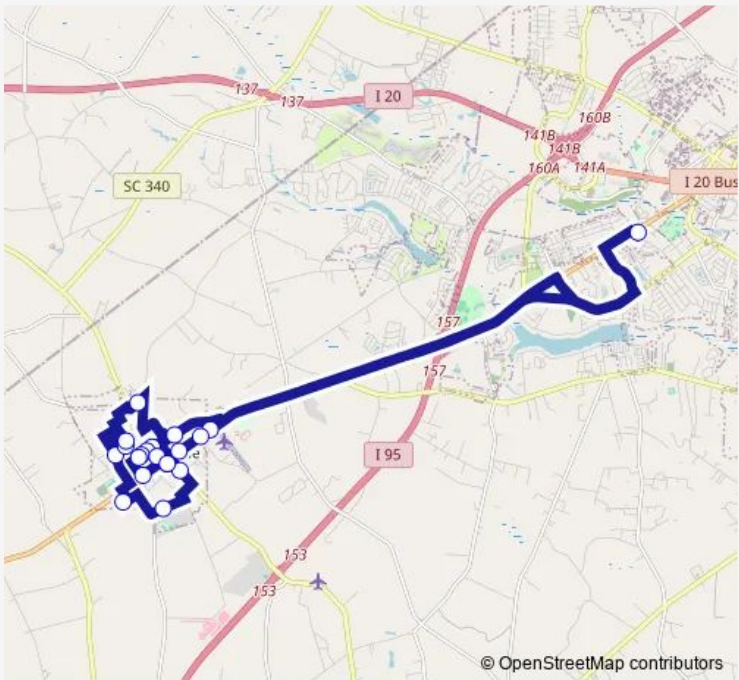 137
137
I 20
160B
141B
141B
160A
141A
I 20 Bus
SC 340
157
157
I 95
153
153
© OpenStreetMap contributors